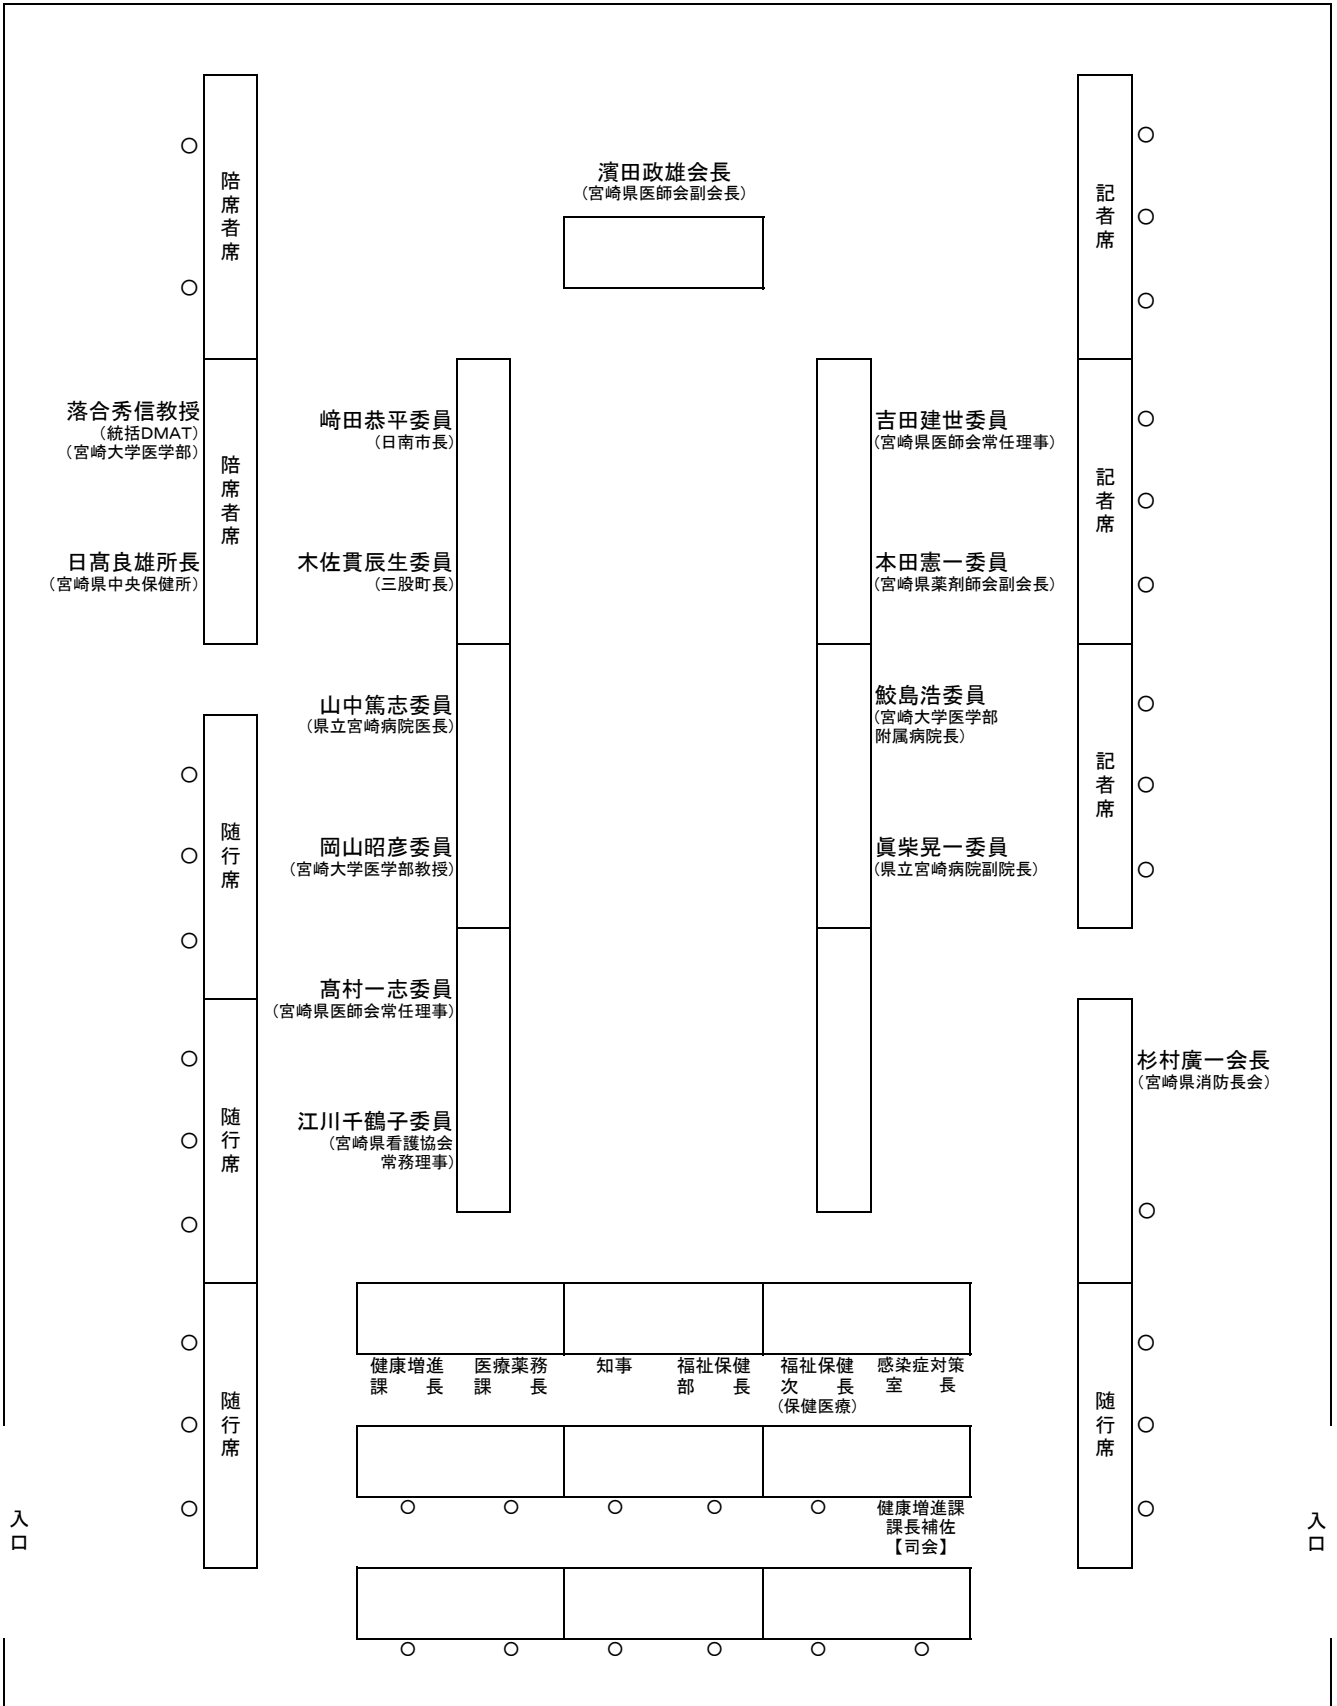 濱田政雄会長
（宮崎県医師会副会長）
陪席者席
落合秀信教授
（統括DMAT）
（宮崎大学医学部）
日髙良雄所長
（宮崎県中央保健所）
陪席者席
随行席
随行席
随行席
﨑田恭平委員
（日南市長）
木佐貫辰生委員
（三股町長）
山中篤志委員
（県立宮崎病院医長）
岡山昭彦委員
（宮崎大学医学部教授）
髙村一志委員
（宮崎県医師会常任理事）
江川千鶴子委員
（宮崎県看護協会
常務理事）
吉田建世委員
（宮崎県医師会常任理事）
本田憲一委員
（宮崎県薬剤師会副会長）
鮫島浩委員
（宮崎大学医学部
附属病院長）
眞柴晃一委員
（県立宮崎病院副院長）
記者席
記者席
記者席
杉村廣一会長
（宮崎県消防長会）
随行席
健康増進
課　長
医療薬務
課　長
知事
福祉保健
部　長
福祉保健
次　長
（保健医療）
感染症対策
室　長
健康増進課
課長補佐
【司会】
入口
入口